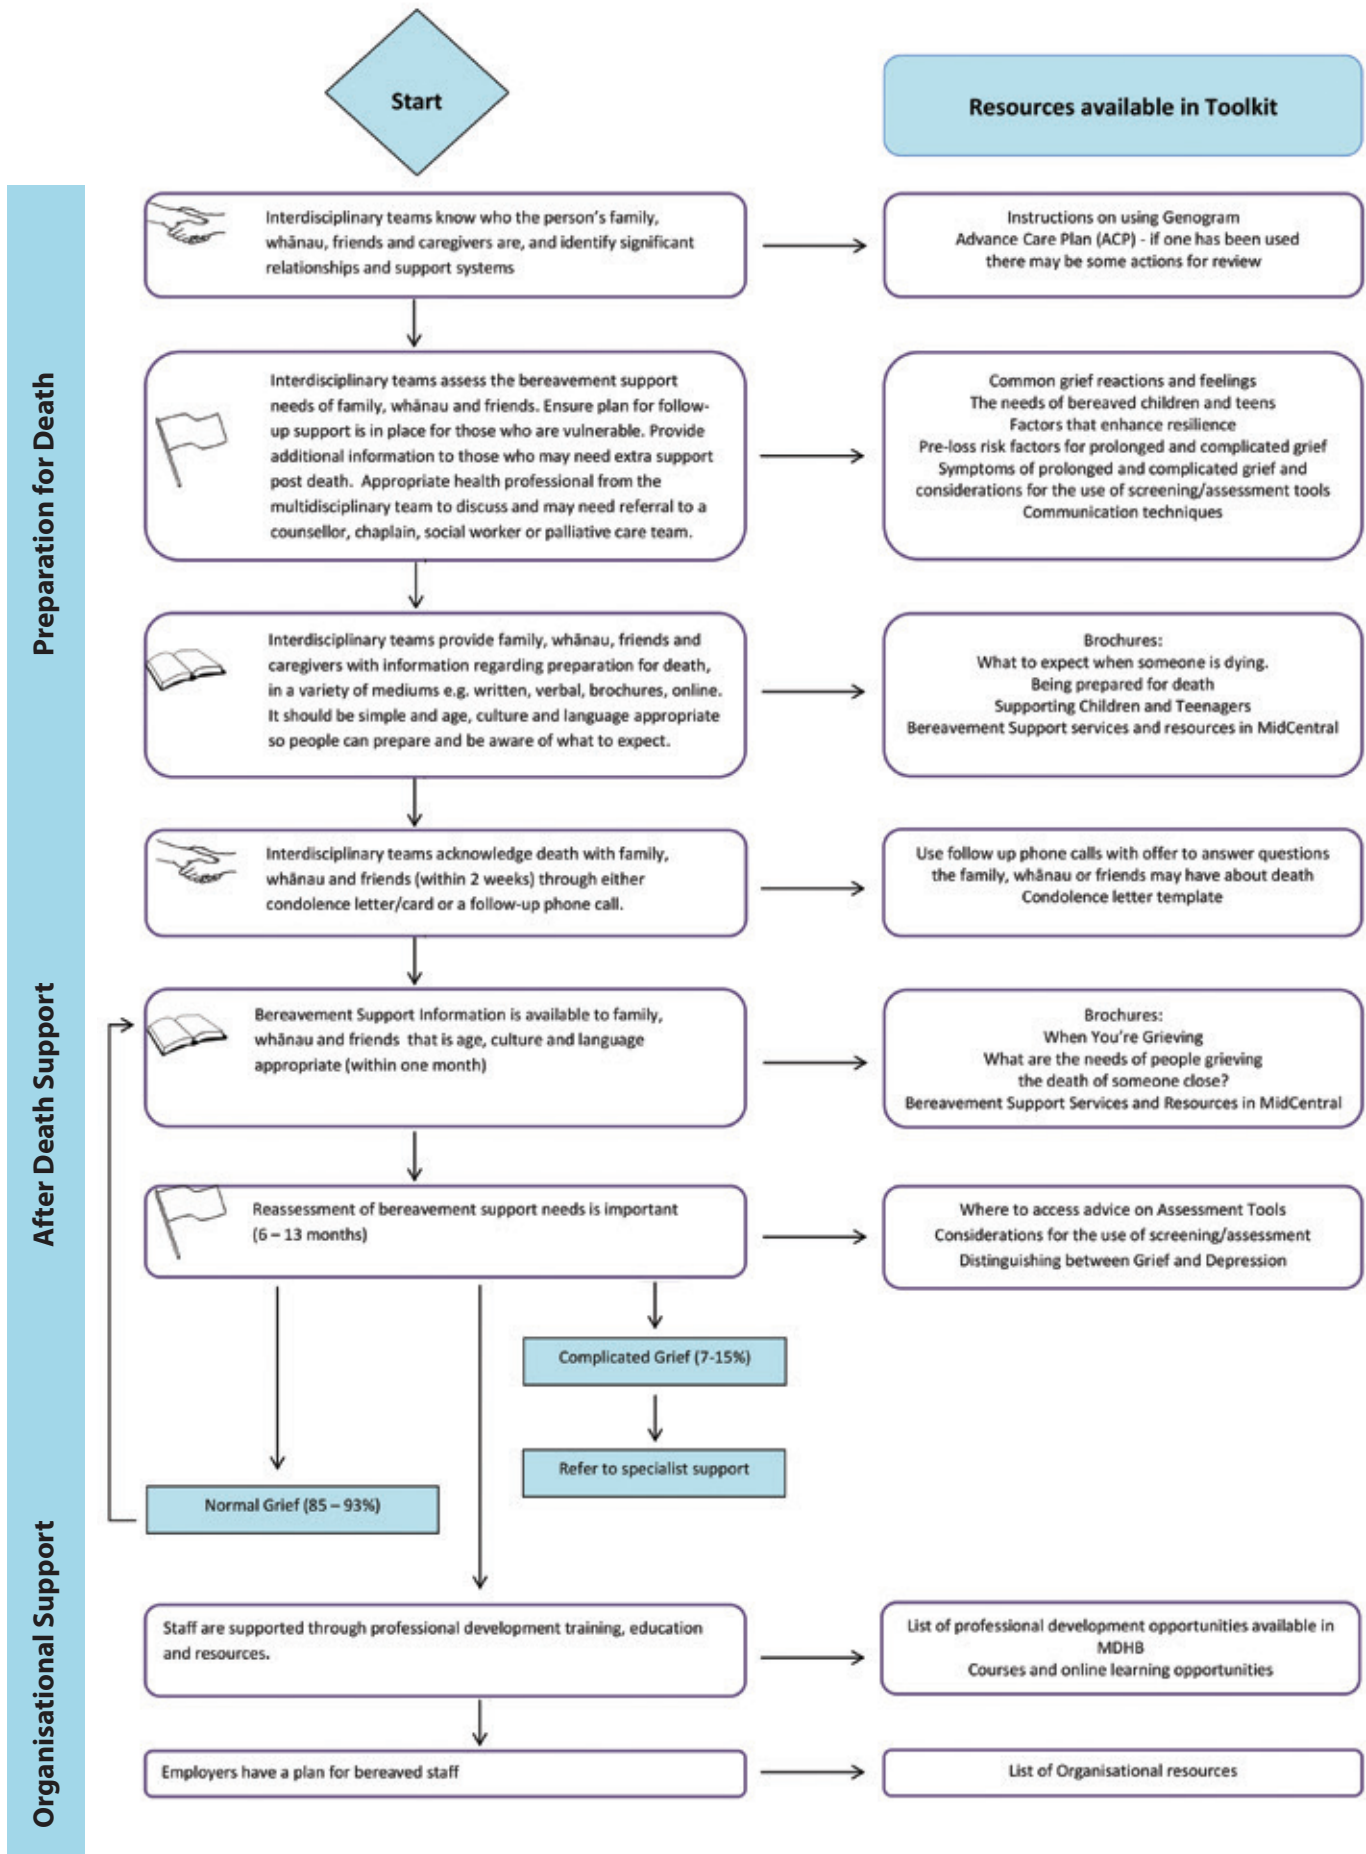 Start
Resources available in Toolkit
Preparation for Death
Interdisciplinary teams know who the person's family,
whānau, friends and caregivers are, and identify significant
relationships and support systems
Instructions on using Genogram
Advance Care Plan (ACP) - if one has been used
there may be some actions for review
Interdisciplinary teams assess the bereavement support
needs of family, whānau and friends. Ensure plan for follow-
up support is in place for those who are vulnerable. Provide
additional information to those who may need extra support
post death. Appropriate health professional from the
multidisciplinary team to discuss and may need referral to a
counsellor, chaplain, social worker or palliative care team.
Common grief reactions and feelings
The needs of bereaved children and teens
Factors that enhance resilience
Pre-loss risk factors for prolonged and complicated grief
Symptoms of prolonged and complicated grief and
considerations for the use of screening/assessment tools
Communication techniques
Interdisciplinary teams provide family, whānau, friends and
caregivers with information regarding preparation for death,
in a variety of mediums e.g. written, verbal, brochures, online.
It should be simple and age, culture and language appropriate
so people can prepare and be aware of what to expect.
Brochures:
What to expect when someone is dying.
Being prepared for death
Supporting Children and Teenagers
Bereavement Support services and resources in MidCentral
After Death Support
Interdisciplinary teams acknowledge death with family,
whānau and friends (within 2 weeks) through either
condolence letter/card or a follow-up phone call.
Use follow up phone calls with offer to answer questions
the family, whānau or friends may have about death
Condolence letter template
Bereavement Support Information is available to family,
whānau and friends that is age, culture and language
appropriate (within one month)
Brochures:
When You're Grieving
What are the needs of people grieving
the death of someone close?
Bereavement Support Services and Resources in MidCentral
Reassessment of bereavement support needs is important
(6 – 13 months)
Where to access advice on Assessment Tools
Considerations for the use of screening/assessment
Distinguishing between Grief and Depression
Complicated Grief (7-15%)
Refer to specialist support
Normal Grief (85 – 93%)
Organisational Support
Staff are supported through professional development training, education
and resources.
List of professional development opportunities available in
MDHB
Courses and online learning opportunities
Employers have a plan for bereaved staff
List of Organisational resources